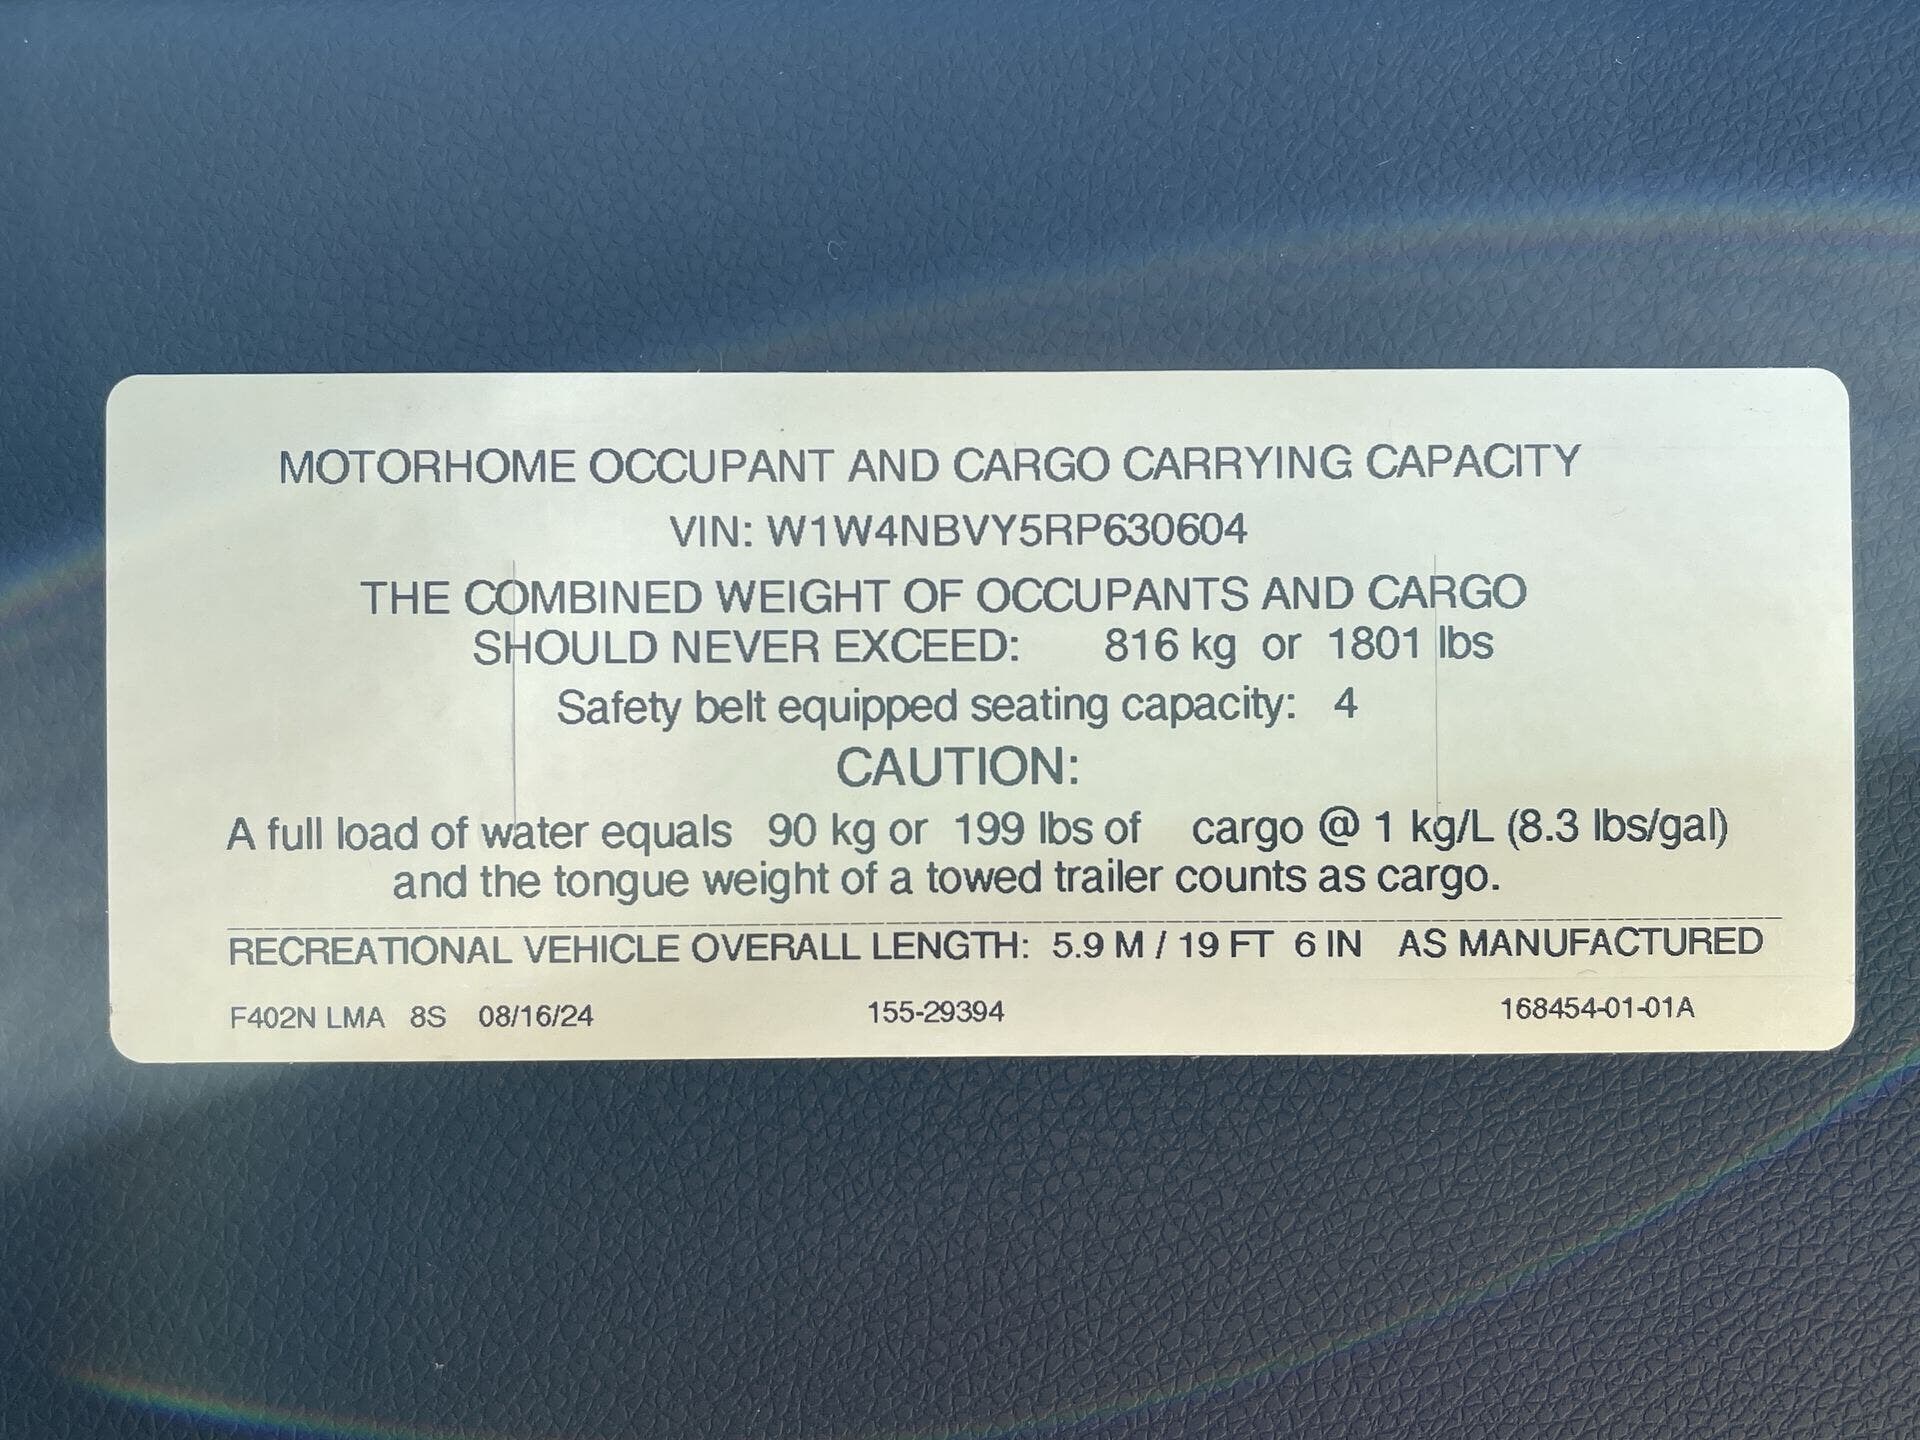 MOTORHOME OCCUPANT AND CARGO CARRYING CAPACITY
VIN: W1W4NBVY5RP630604
THE COMBINED WEIGHT OF OCCUPANTS AND CARGO
SHOULD NEVER EXCEED: 816 kg or 1801 lbs
Safety belt equipped seating capacity: 4
CAUTION:
A full load of water equals 90 kg or 199 lbs of cargo @ 1 kg/L (8.3 lbs/gal)
and the tongue weight of a towed trailer counts as cargo.
RECREATIONAL VEHICLE OVERALL LENGTH: 5.9 M / 19 FT 6 IN AS MANUFACTURED
F402N LMA 8S 08/16/24 155-29394 168454-01-01A